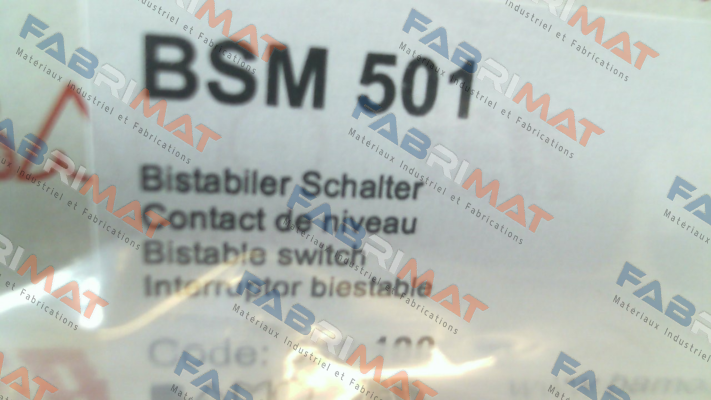 BSM 501
Bistabiler Schalter
Contact de niveau
Bistable switch
Interruptor biestable
Code:
FABRIMAT
Matériaux Industriel et Fabrications